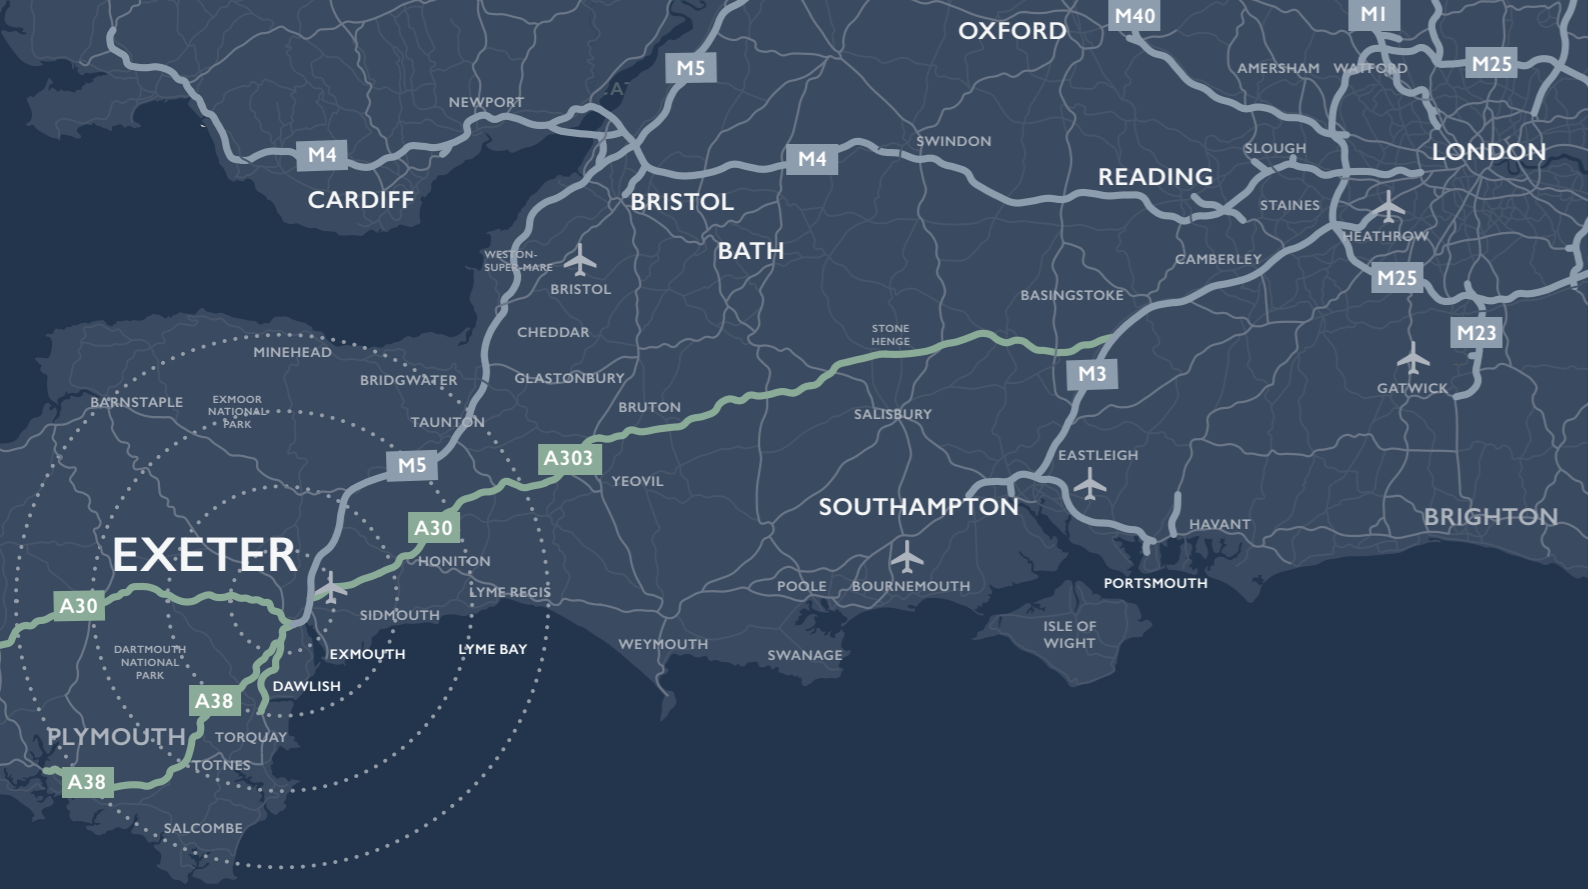 M40
M1
OXFORD
M5
AMERSHAM
WATFORD
M25
NEWPORT
SWINDON
M4
M4
SLOUGH
LONDON
READING
CARDIFF
BRISTOL
STAINES
HEATHROW
BATH
WESTON-
SUPER-MARE
CAMBERLEY
M25
BRISTOL
BASINGSTOKE
CHEDDAR
STONE
HENGE
M23
MINEHEAD
M3
BRIDGWATER
GLASTONBURY
GATWICK
BARNSTAPLE
EXMOOR
NATIONAL
PARK
BRUTON
SALISBURY
TAUNTON
M5
A303
EASTLEIGH
YEOVIL
SOUTHAMPTON
BRIGHTON
A30
HAVANT
EXETER
HONITON
POOLE
BOURNEMOUTH
PORTSMOUTH
LYME REGIS
A30
SIDMOUTH
ISLE OF
WIGHT
DARTMOUTH
NATIONAL
PARK
EXMOUTH
LYME BAY
WEYMOUTH
SWANAGE
DAWLISH
A38
PLYMOUTH
TORQUAY
TOTNES
A38
SALCOMBE